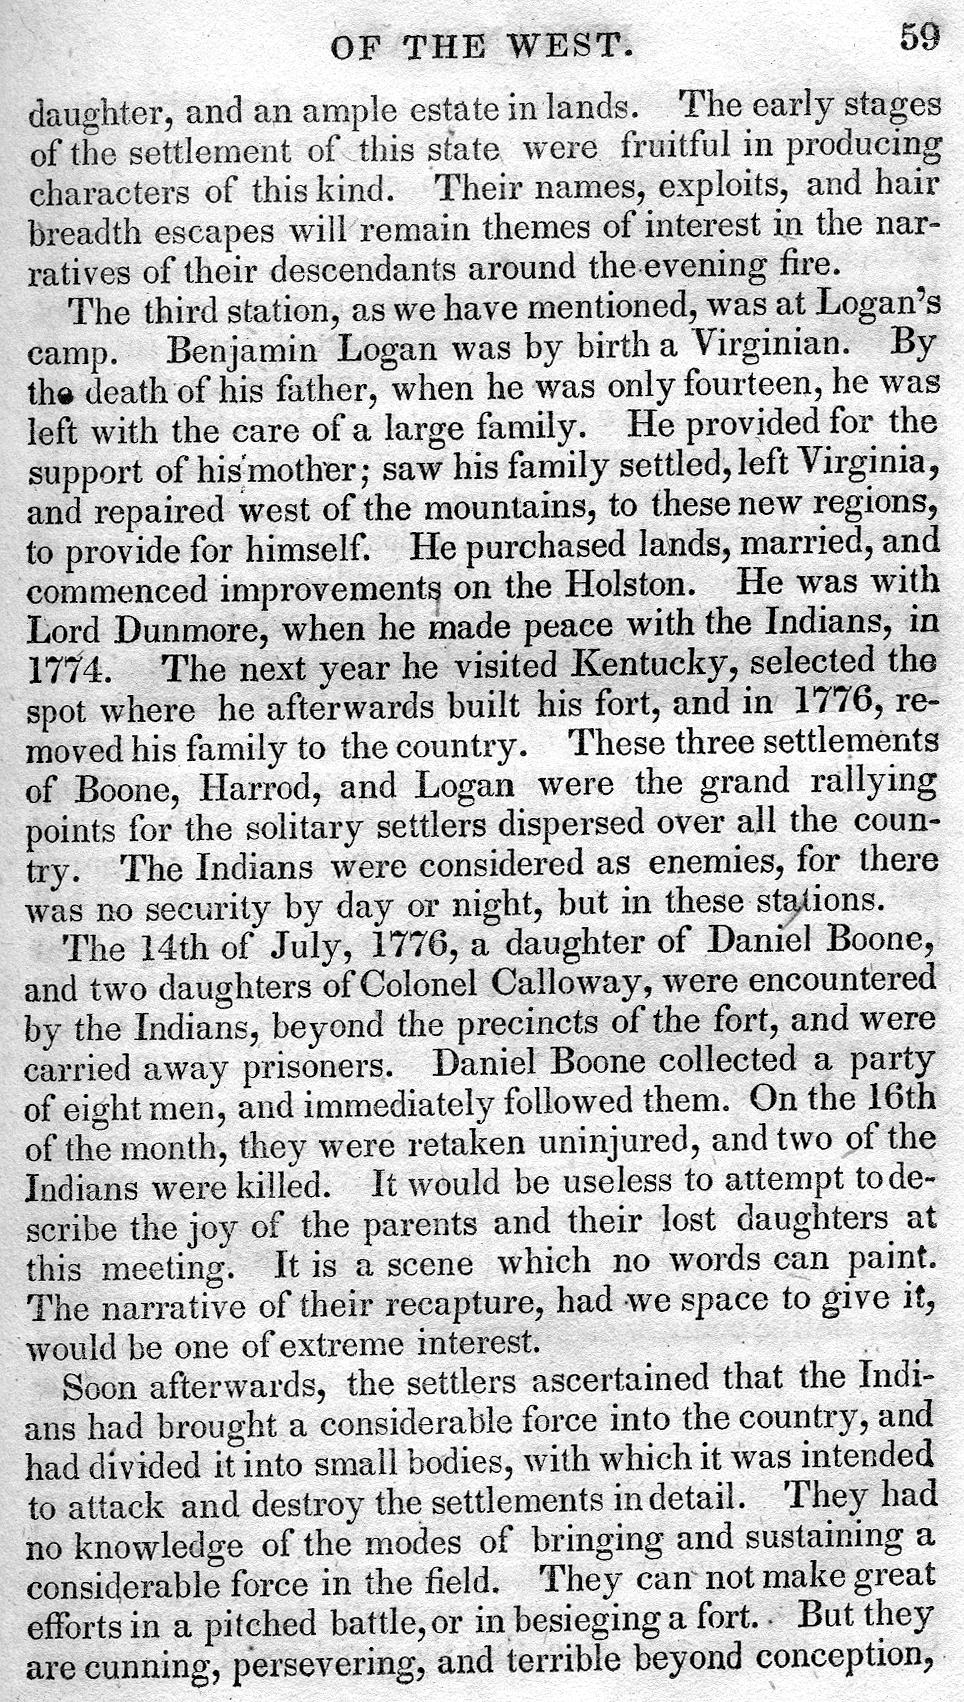 OF THE WEST. 59
daughter, and an ample estate in lands. The early stages
of the settlement of this state were fruitful in producing
characters of this kind. Their names, exploits, and hair
breadth escapes will remain themes of interest in the nar-
ratives of their descendants around the evening fire.
The third station, as we have mentioned, was at Logan's
camp. Benjamin Logan was by birth a Virginian. By
the death of his father, when he was only fourteen, he was
left with the care of a large family. He provided for the
support of his mother; saw his family settled, left Virginia,
and repaired west of the mountains, to these new regions,
to provide for himself. He purchased lands, married, and
commenced improvements on the Holston. He was with
Lord Dunmore, when he made peace with the Indians, in
1774. The next year he visited Kentucky, selected the
spot where he afterwards built his fort, and in 1776, re-
moved his family to the country. These three settlements
of Boone, Harrod, and Logan were the grand rallying
points for the solitary settlers dispersed over all the coun-
try. The Indians were considered as enemies, for there
was no security by day or night, but in these stations.
The 14th of July, 1776, a daughter of Daniel Boone,
and two daughters of Colonel Calloway, were encountered
by the Indians, beyond the precincts of the fort, and were
carried away prisoners. Daniel Boone collected a party
of eight men, and immediately followed them. On the 16th
of the month, they were retaken uninjured, and two of the
Indians were killed. It would be useless to attempt to de-
scribe the joy of the parents and their lost daughters at
this meeting. It is a scene which no words can paint.
The narrative of their recapture, had we space to give it,
would be one of extreme interest.
Soon afterwards, the settlers ascertained that the Indi-
ans had brought a considerable force into the country, and
had divided it into small bodies, with which it was intended
to attack and destroy the settlements in detail. They had
no knowledge of the modes of bringing and sustaining a
considerable force in the field. They can not make great
efforts in a pitched battle, or in besieging a fort. But they
are cunning, persevering, and terrible beyond conception,